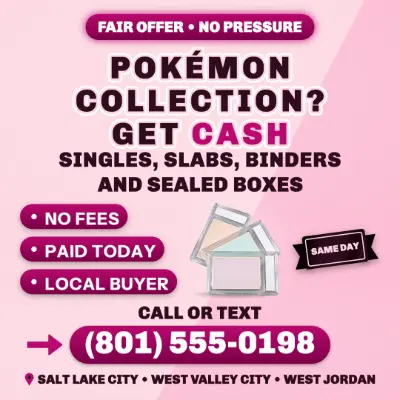 FAIR OFFER • NO PRESSURE
POKÉMON
COLLECTION?
GET CASH
SINGLES, SLABS, BINDERS
AND SEALED BOXES
• NO FEES
• PAID TODAY
• LOCAL BUYER
SAME DAY
CALL OR TEXT
(801) 555-0198
SALT LAKE CITY • WEST VALLEY CITY • WEST JORDAN